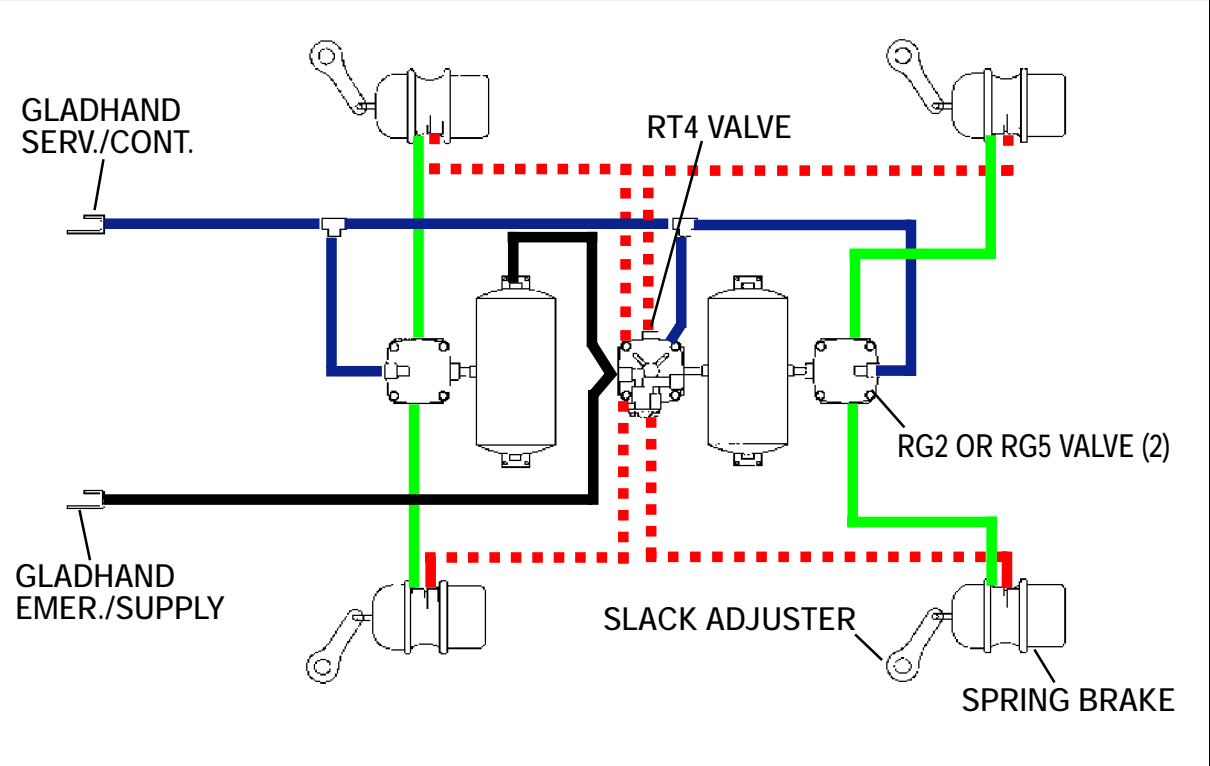 GLADHAND
SERV./CONT.
RT4 VALVE
RG2 OR RG5 VALVE (2)
GLADHAND
EMER./SUPPLY
SLACK ADJUSTER
SPRING BRAKE